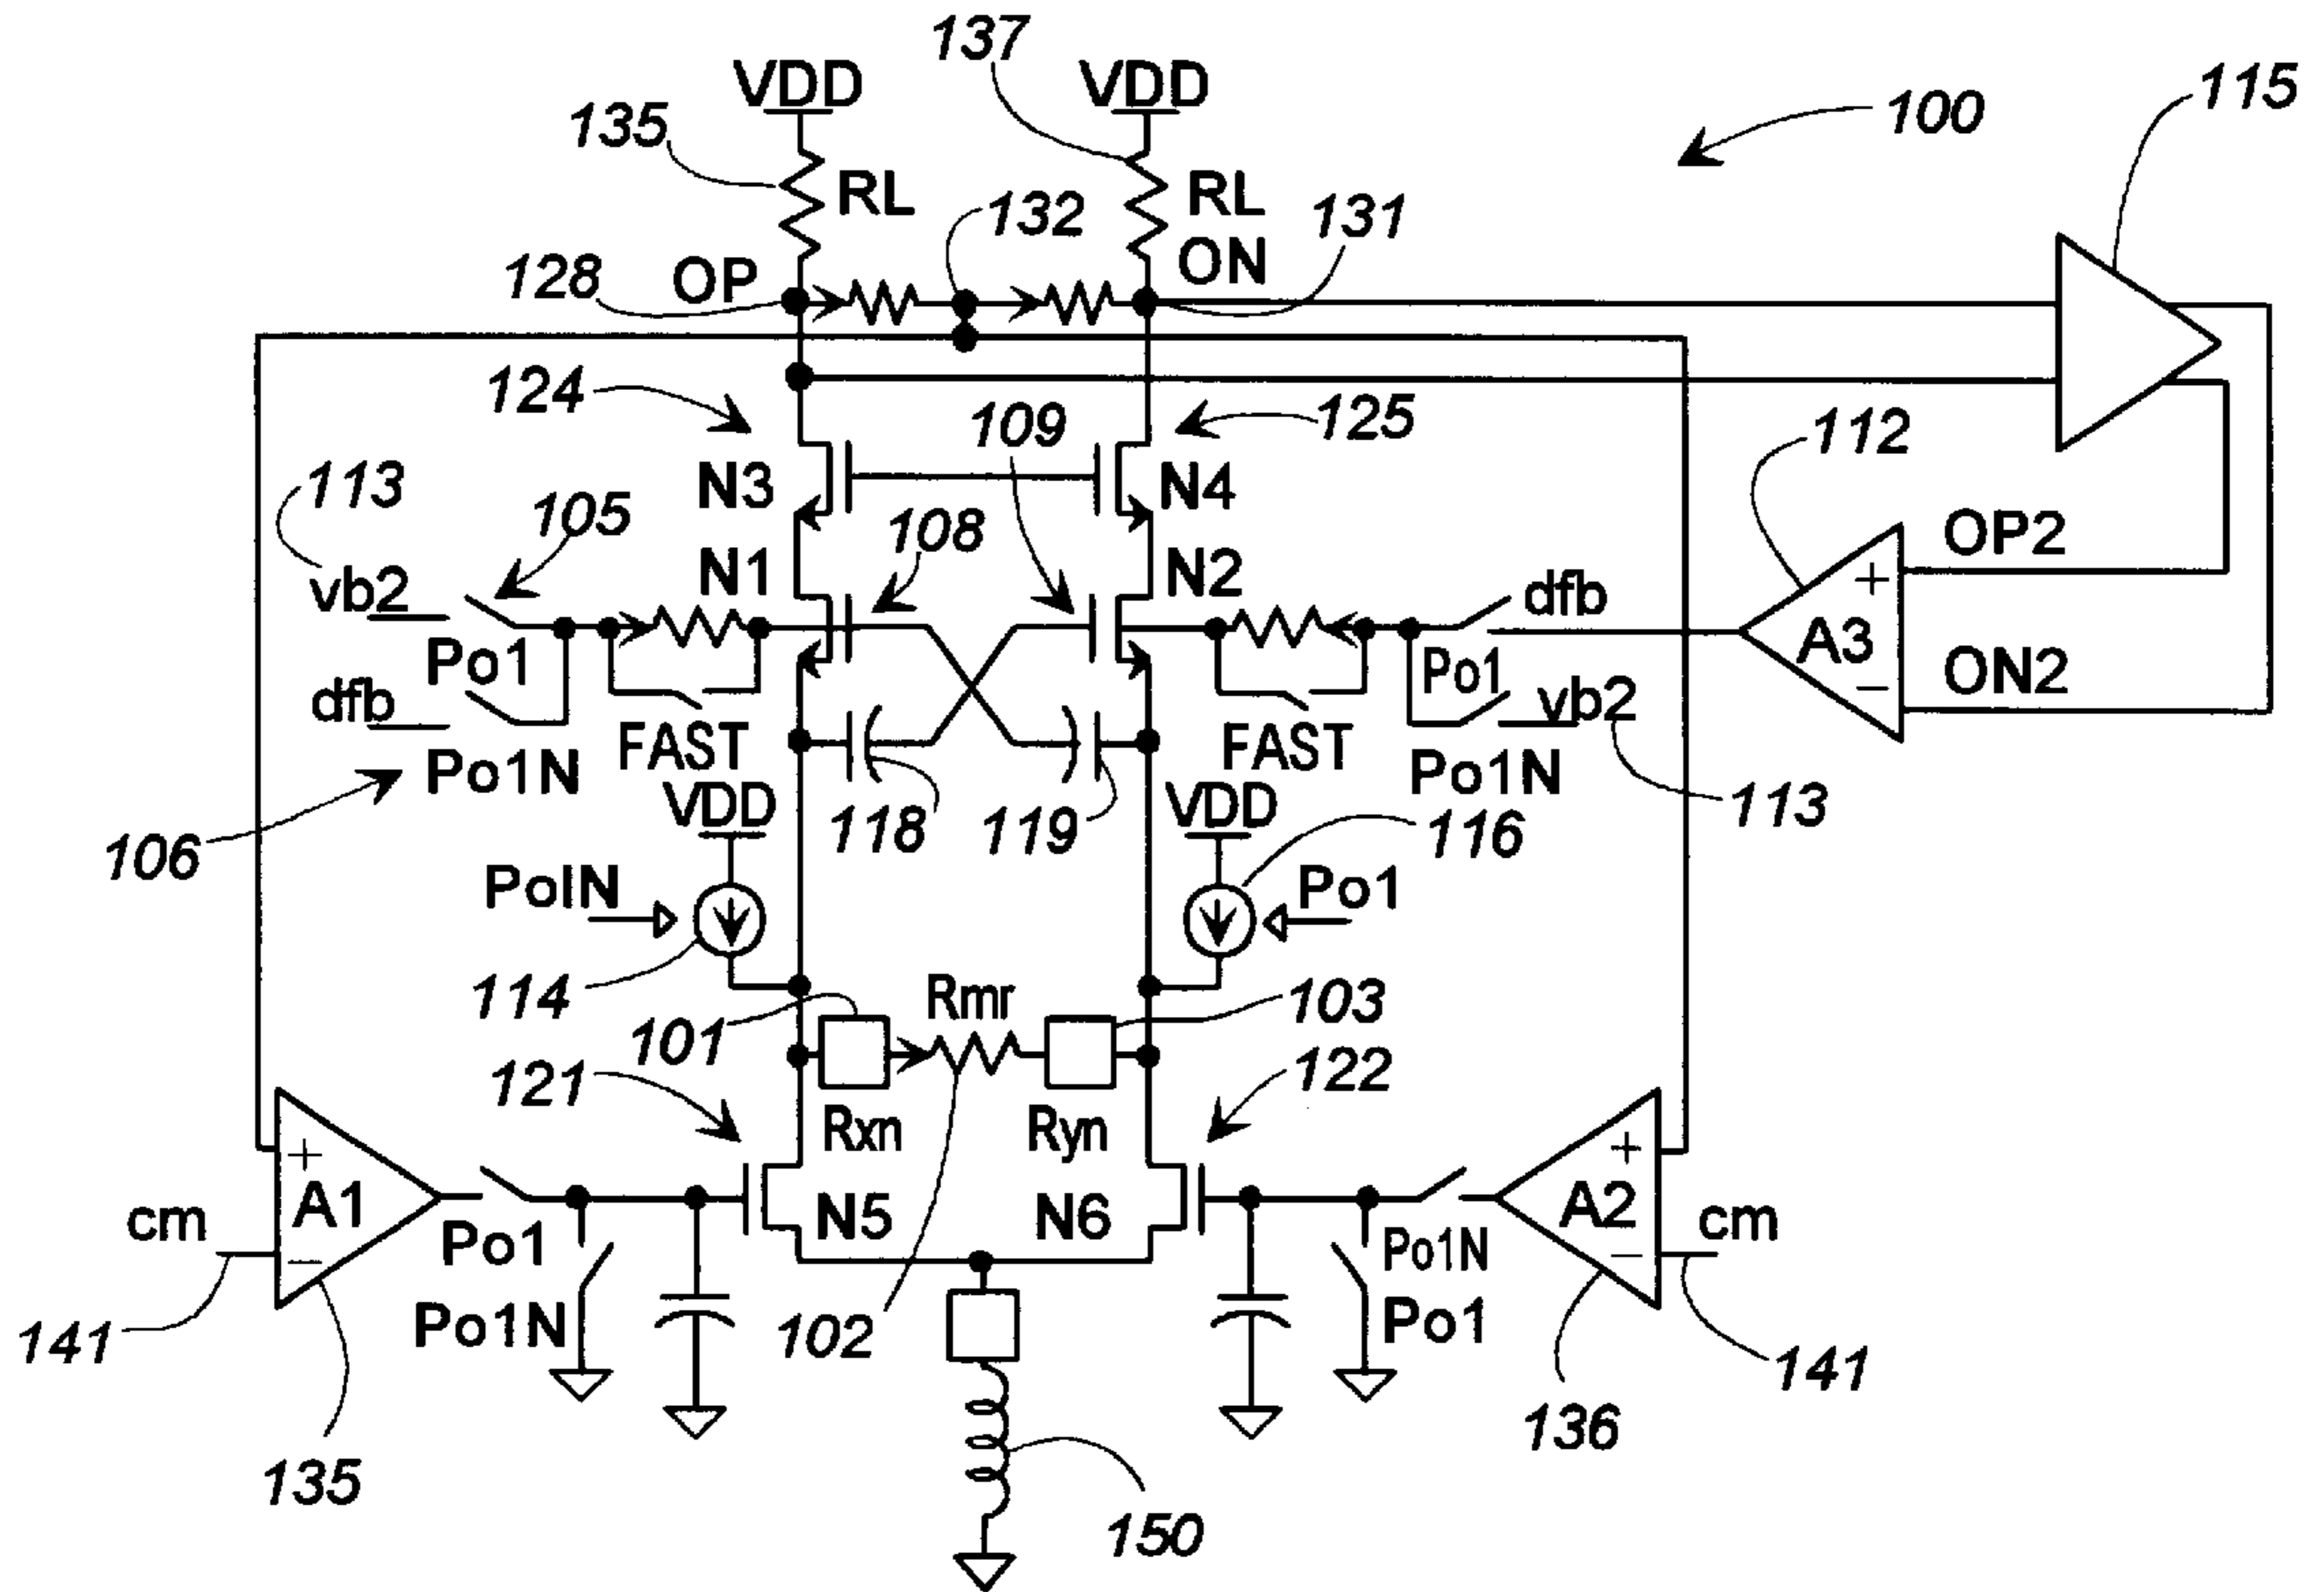 137
VDD VDD
115
135
100
RL
132
RL
131
128
OP
ON
124
109
125
112
113
N3
N4
105
108
OP2
N1
N2
vb2
dfb
+
A3
Po1
Po1
ON2
−
dfb
vb2
FAST
FAST
Po1N
Po1N
VDD
118
119
VDD
113
106
116
PoIN
Po1
114
Rmr
103
101
121
122
Rxn
Ryn
+
A1
+
A2
cm
N5
N6
cm
−
Po1
Po1N
−
Po1N
102
Po1
141
141
136
135
150